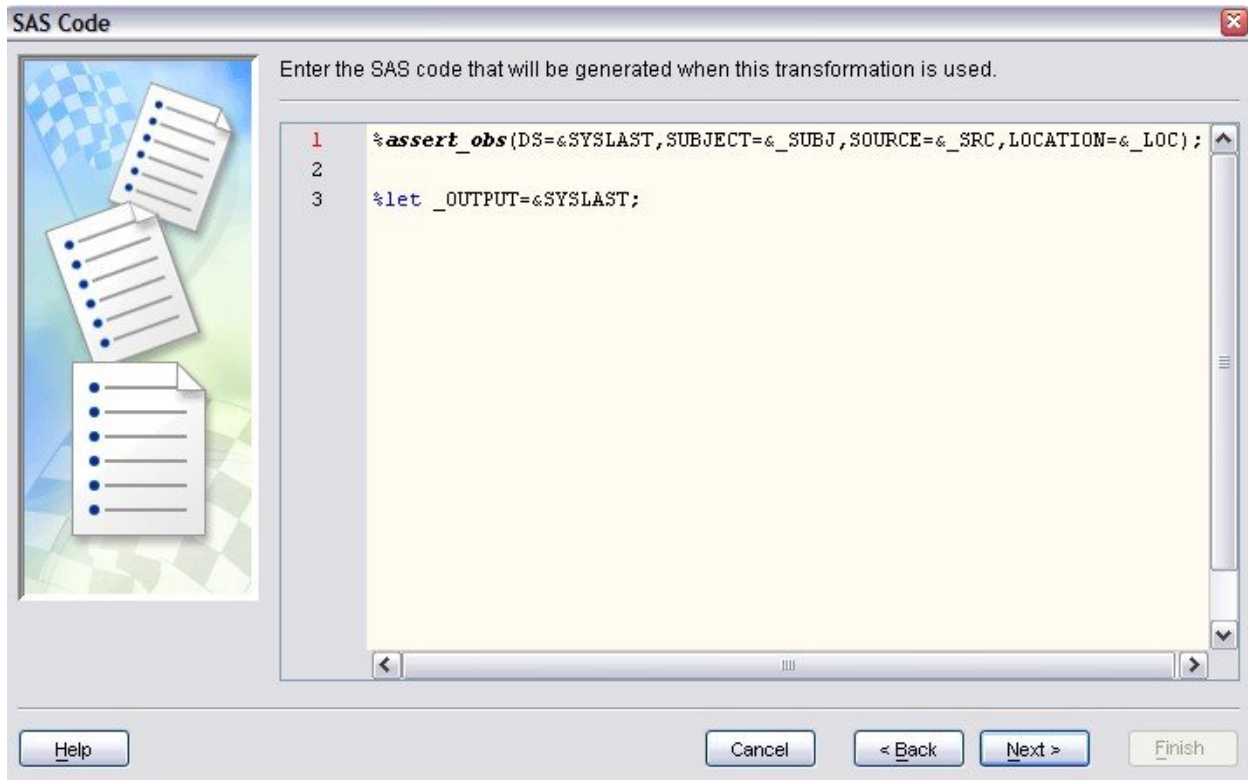 SAS Code
Enter the SAS code that will be generated when this transformation is used.
1 %assert_obs(DS=&SYSLAST,SUBJECT=&_SUBJ,SOURCE=&_SRC,LOCATION=&_LOC);
2
3 %let _OUTPUT=&SYSLAST;
Help Cancel < Back Next > Finish